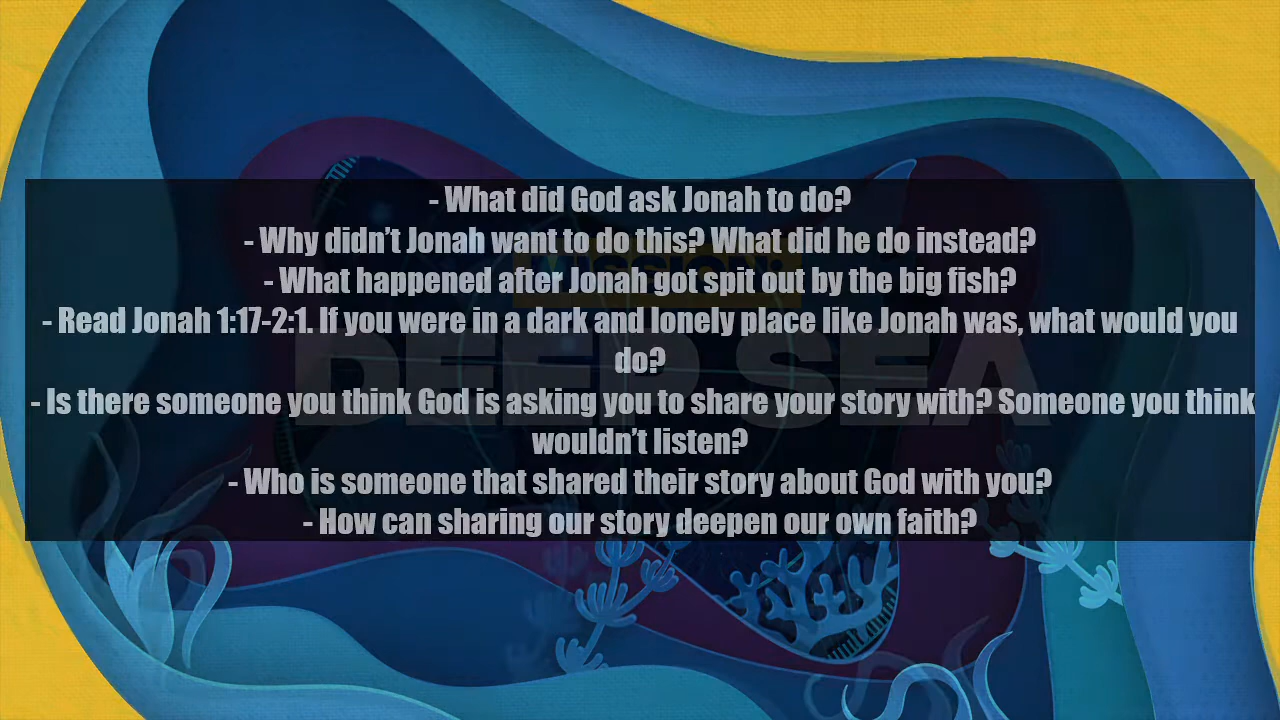 - What did God ask Jonah to do?
- Why didn’t Jonah want to do this? What did he do instead?
- What happened after Jonah got spit out by the big fish?
- Read Jonah 1:17-2:1. If you were in a dark and lonely place like Jonah was, what would you
do?
- Is there someone you think God is asking you to share your story with? Someone you think
wouldn’t listen?
- Who is someone that shared their story about God with you?
- How can sharing our story deepen our own faith?
MISSION:
DEEP SEA